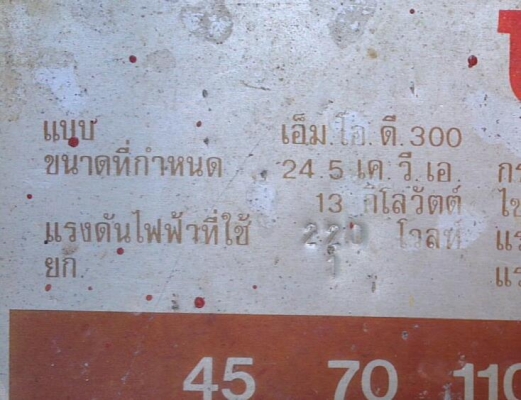 แบบ เอ็ม.โอ.ดี.300
ขนาดที่กำหนด 24.5 เค.วี.เอ.
13 กิโลวัตต์
แรงดันไฟฟ้าที่ใช้ 220 โวลท์
ยก. 1
45 70 110